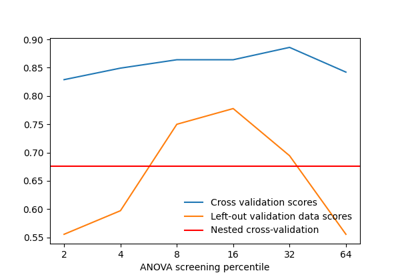 0.90
0.85
0.80
0.75
0.70
0.65
0.60
0.55
Cross validation scores
Left-out validation data scores
Nested cross-validation
2 4 8 16 32 64
ANOVA screening percentile